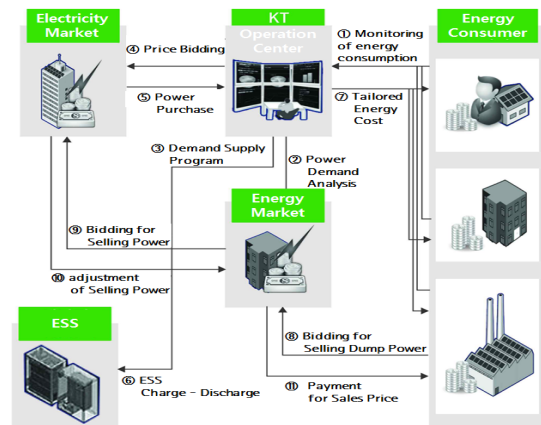 Electricity
Market
KT
Operation
Center
Energy
Consumer
① Monitoring
of energy
consumption
④ Price Bidding
⑤ Power
Purchase
⑦ Tailored
Energy
Cost
③ Demand Supply
Program
② Power
Demand
Analysis
Energy
Market
⑨ Bidding for
Selling Power
⑩ adjustment
of Selling Power
ESS
⑧ Bidding for
Selling Dump Power
⑥ ESS
Charge – Discharge
⑪ Payment
for Sales Price